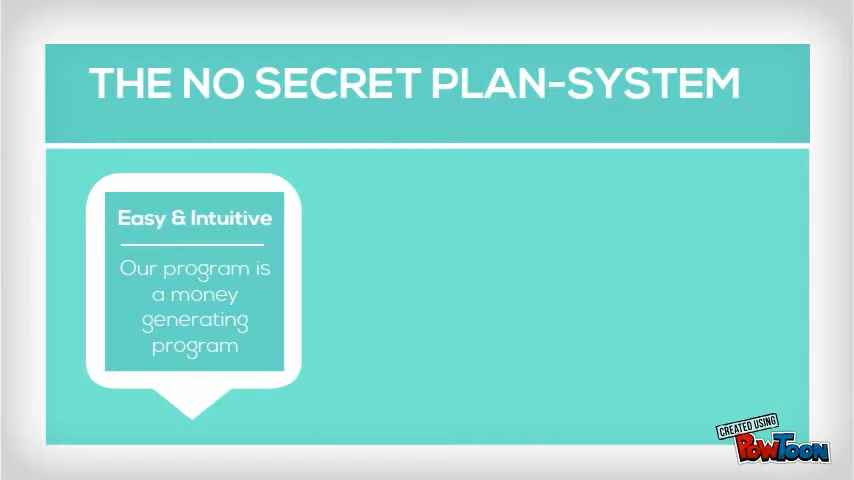 THE NO SECRET PLAN-SYSTEM
Easy & Intuitive
Our program is
a money
generating
program
CREATED USING
PowToon